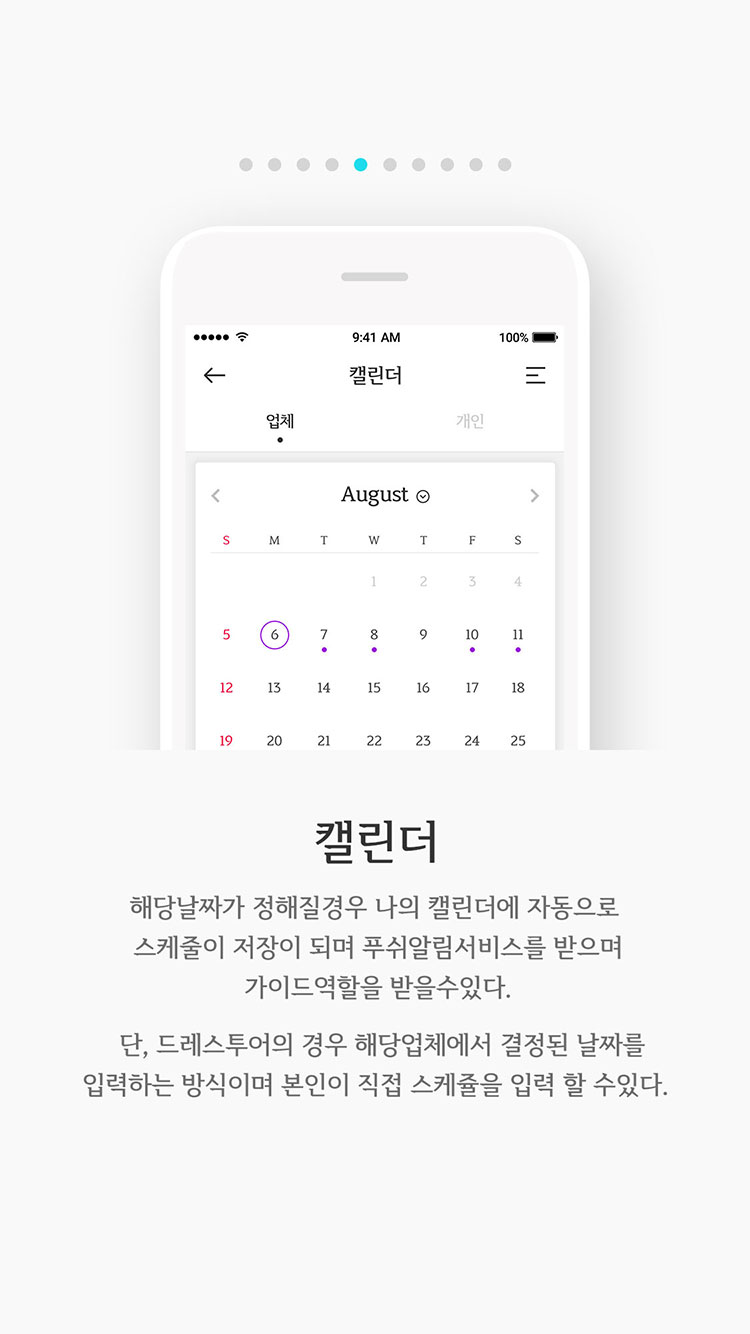 9:41 AM 100%
캘린더
업체 개인
August
S M T W T F S
1 2 3 4
5 6 7 8 9 10 11
12 13 14 15 16 17 18
19 20 21 22 23 24 25
캘린더
해당날짜가 정해질경우 나의 캘린더에 자동으로
스케줄이 저장이 되며 푸쉬알림서비스를 받으며
가이드역할을 받을수있다.
단, 드레스투어의 경우 해당업체에서 결정된 날짜를
입력하는 방식이며 본인이 직접 스케쥴을 입력 할 수있다.